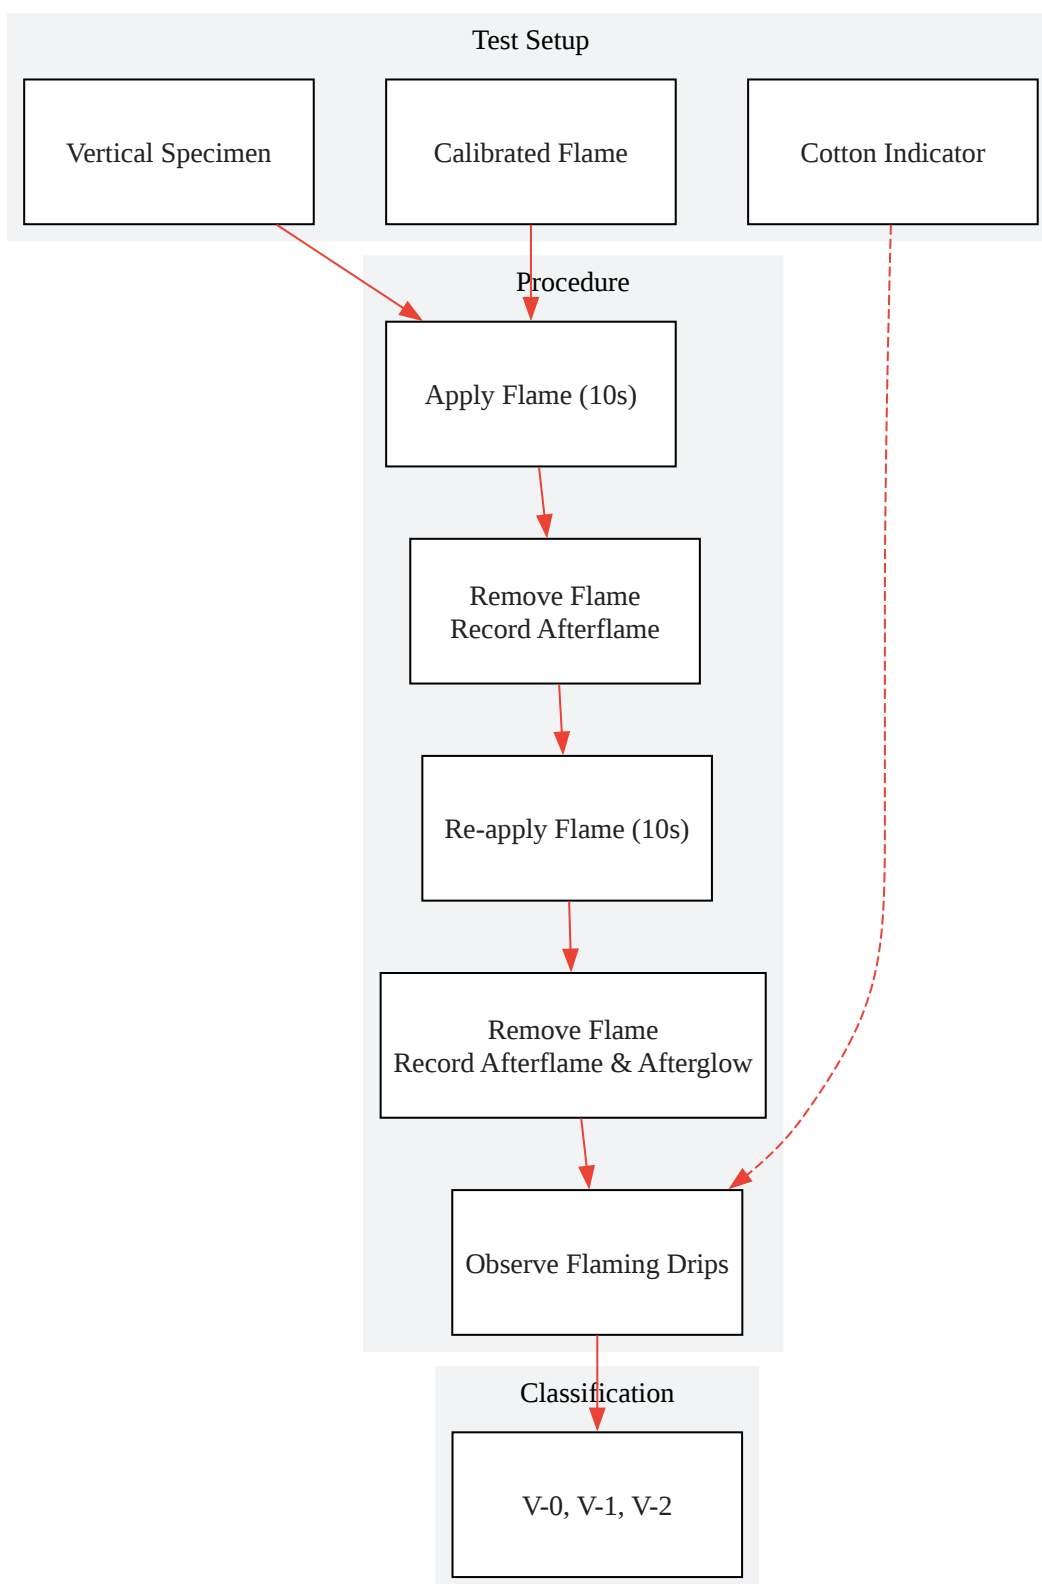 Test Setup
Vertical Specimen
Calibrated Flame
Cotton Indicator
Procedure
Apply Flame (10s)
Remove Flame
Record Afterflame
Re-apply Flame (10s)
Remove Flame
Record Afterflame & Afterglow
Observe Flaming Drips
Classification
V-0, V-1, V-2